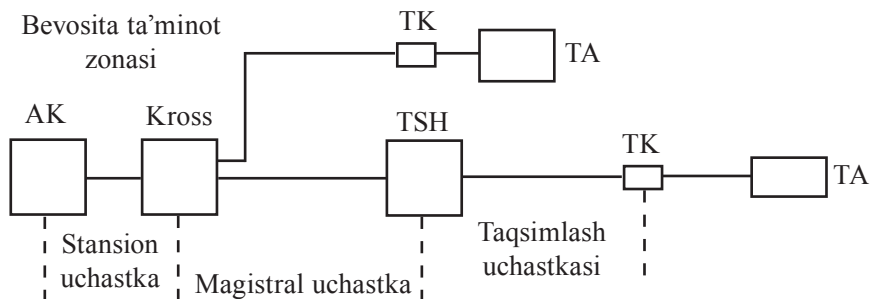 Bevosita ta’minot
zonasi
TK
TA
AK
Kross
TSH
TK
TA
Stansion
uchastka
Magistral uchastka
Taqsimlash
uchastkasi